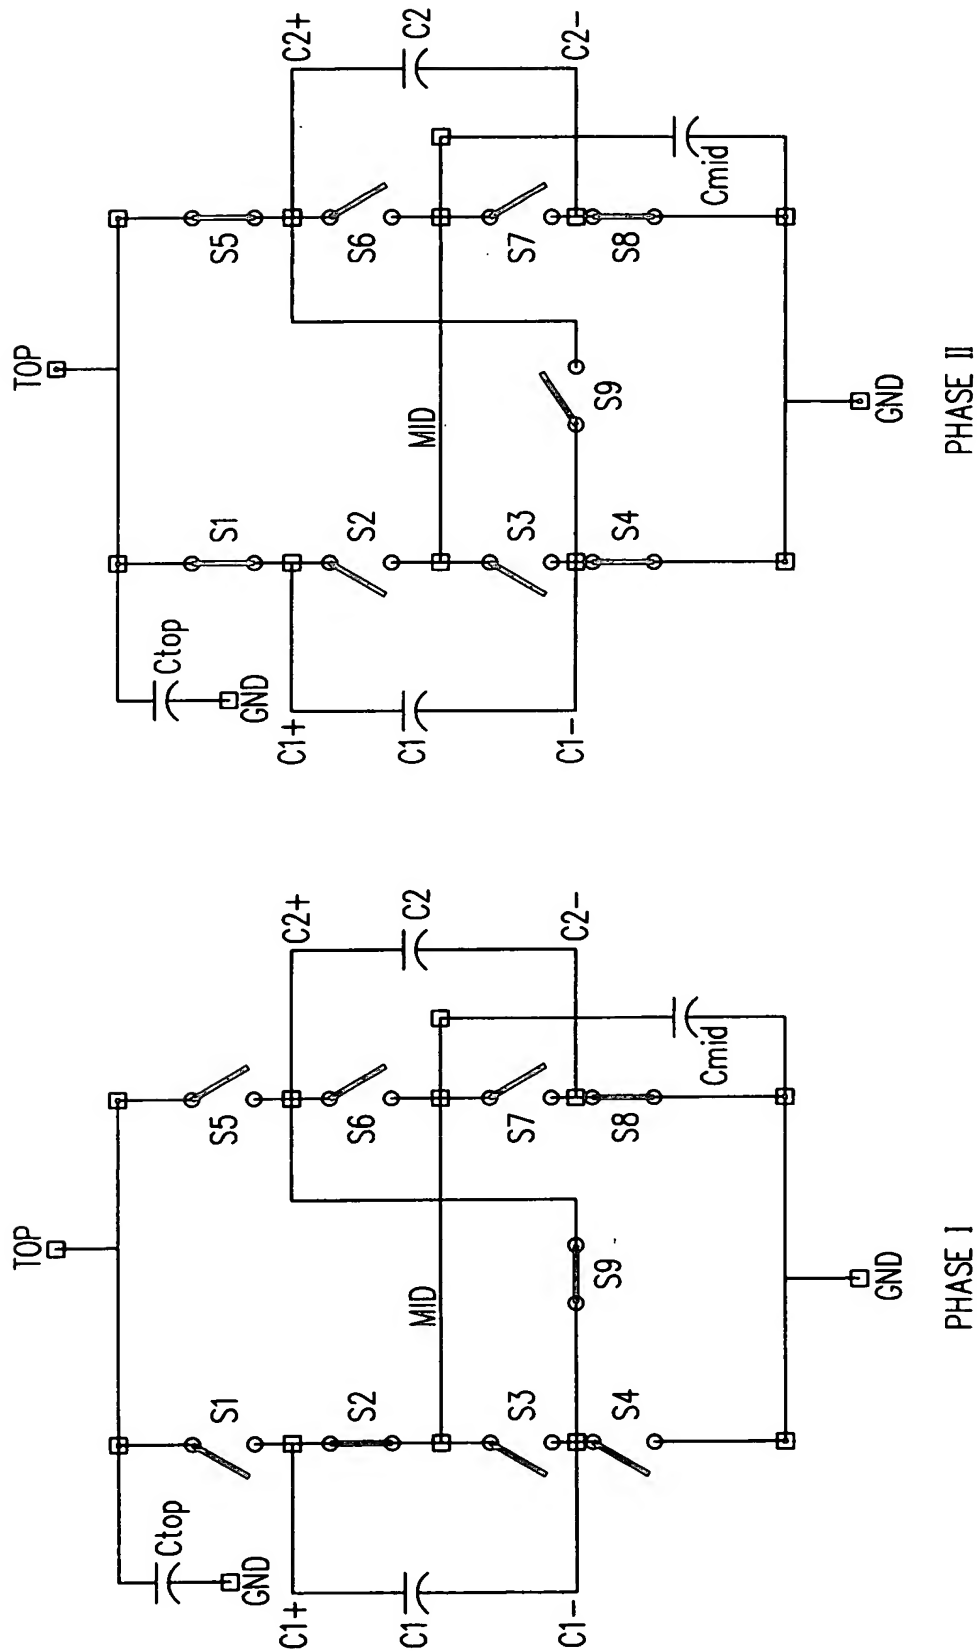 TOP
Ctop
GND
S1
S5
C1+
C2+
S2
S6
C1
C2
MID
S3
S7
C1-
C2-
S9
S4
S8
Cmid
GND
PHASE I
TOP
Ctop
GND
S1
S5
C1+
C2+
S2
S6
C1
C2
MID
S3
S7
C1-
C2-
S9
S4
S8
Cmid
GND
PHASE II